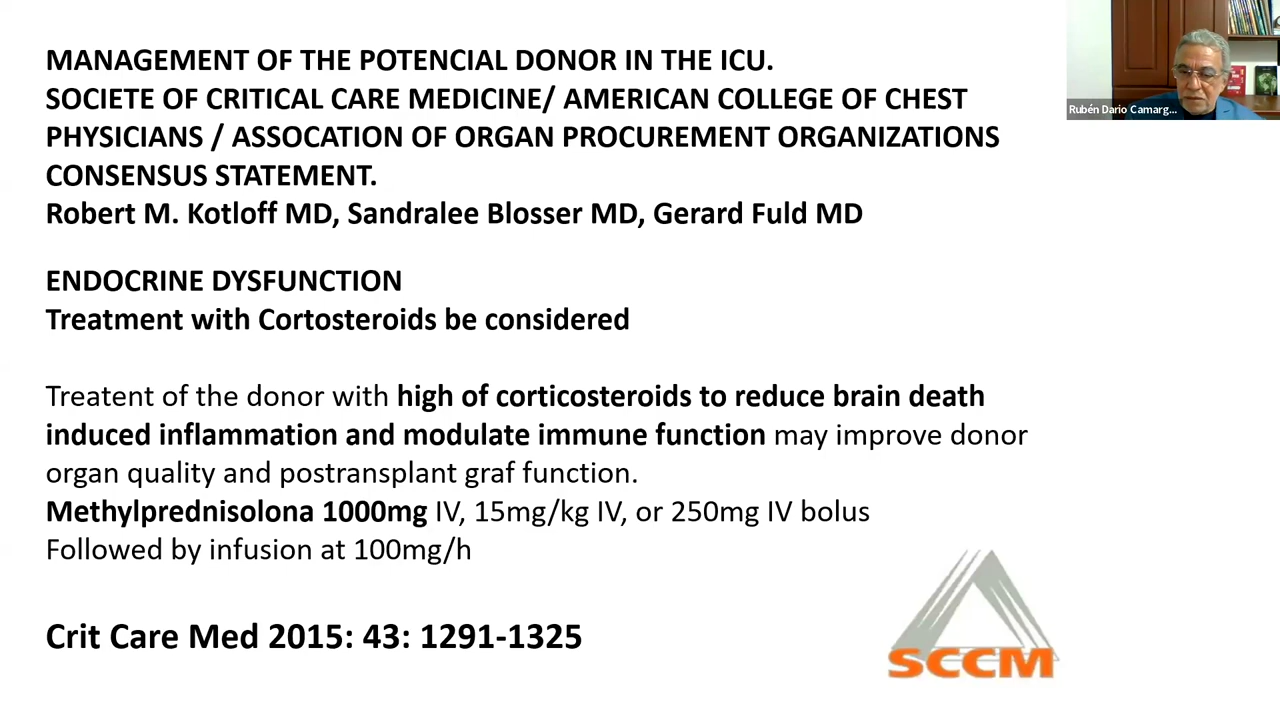 MANAGEMENT OF THE POTENCIAL DONOR IN THE ICU.
SOCIETE OF CRITICAL CARE MEDICINE/ AMERICAN COLLEGE OF CHEST
PHYSICIANS / ASSOCATION OF ORGAN PROCUREMENT ORGANIZATIONS
CONSENSUS STATEMENT.
Robert M. Kotloff MD, Sandralee Blosser MD, Gerard Fuld MD
ENDOCRINE DYSFUNCTION
Treatment with Cortosteroids be considered
Treatent of the donor with high of corticosteroids to reduce brain death
induced inflammation and modulate immune function may improve donor
organ quality and postransplant graf function.
Methylprednisolona 1000mg IV, 15mg/kg IV, or 250mg IV bolus
Followed by infusion at 100mg/h
Crit Care Med 2015: 43: 1291-1325
SCCM
Rubén Dario Camarg...